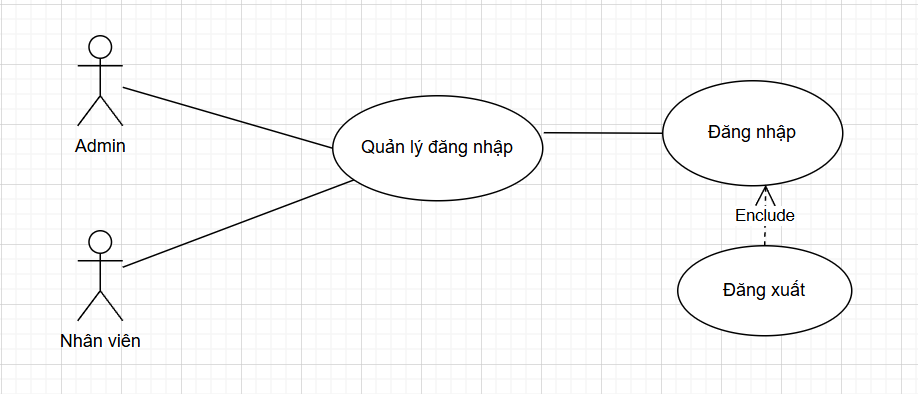 Admin
Quản lý đăng nhập
Đăng nhập
Enclude
Đăng xuất
Nhân viên